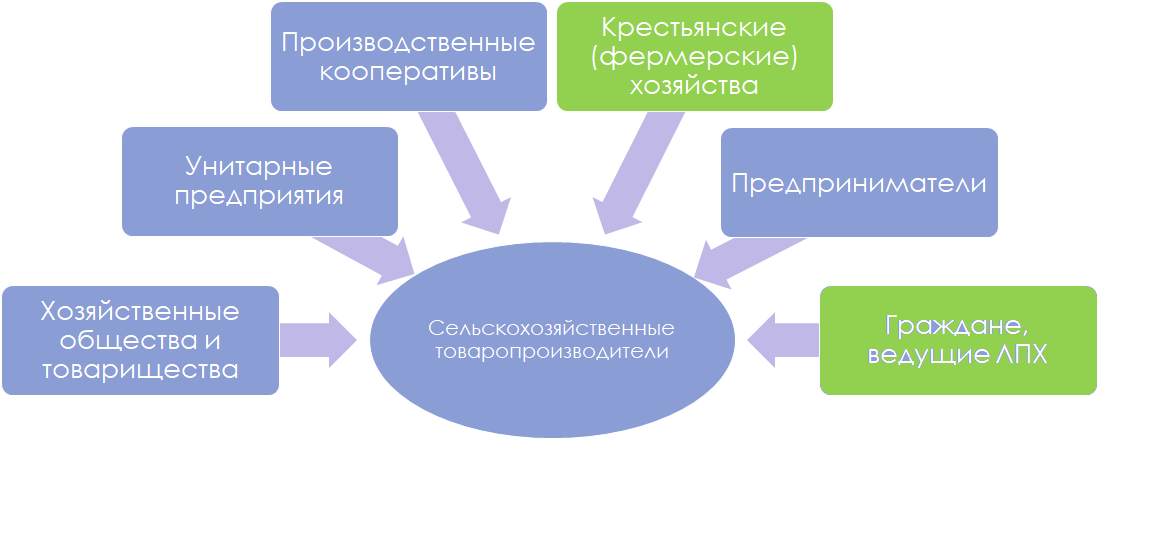 Производственные
кооперативы
Крестьянские
(фермерские)
хозяйства
Унитарные
предприятия
Предприниматели
Хозяйственные
общества и
товарищества
Сельскохозяйственные
товаропроизводители
Граждане,
ведущие ЛПХ